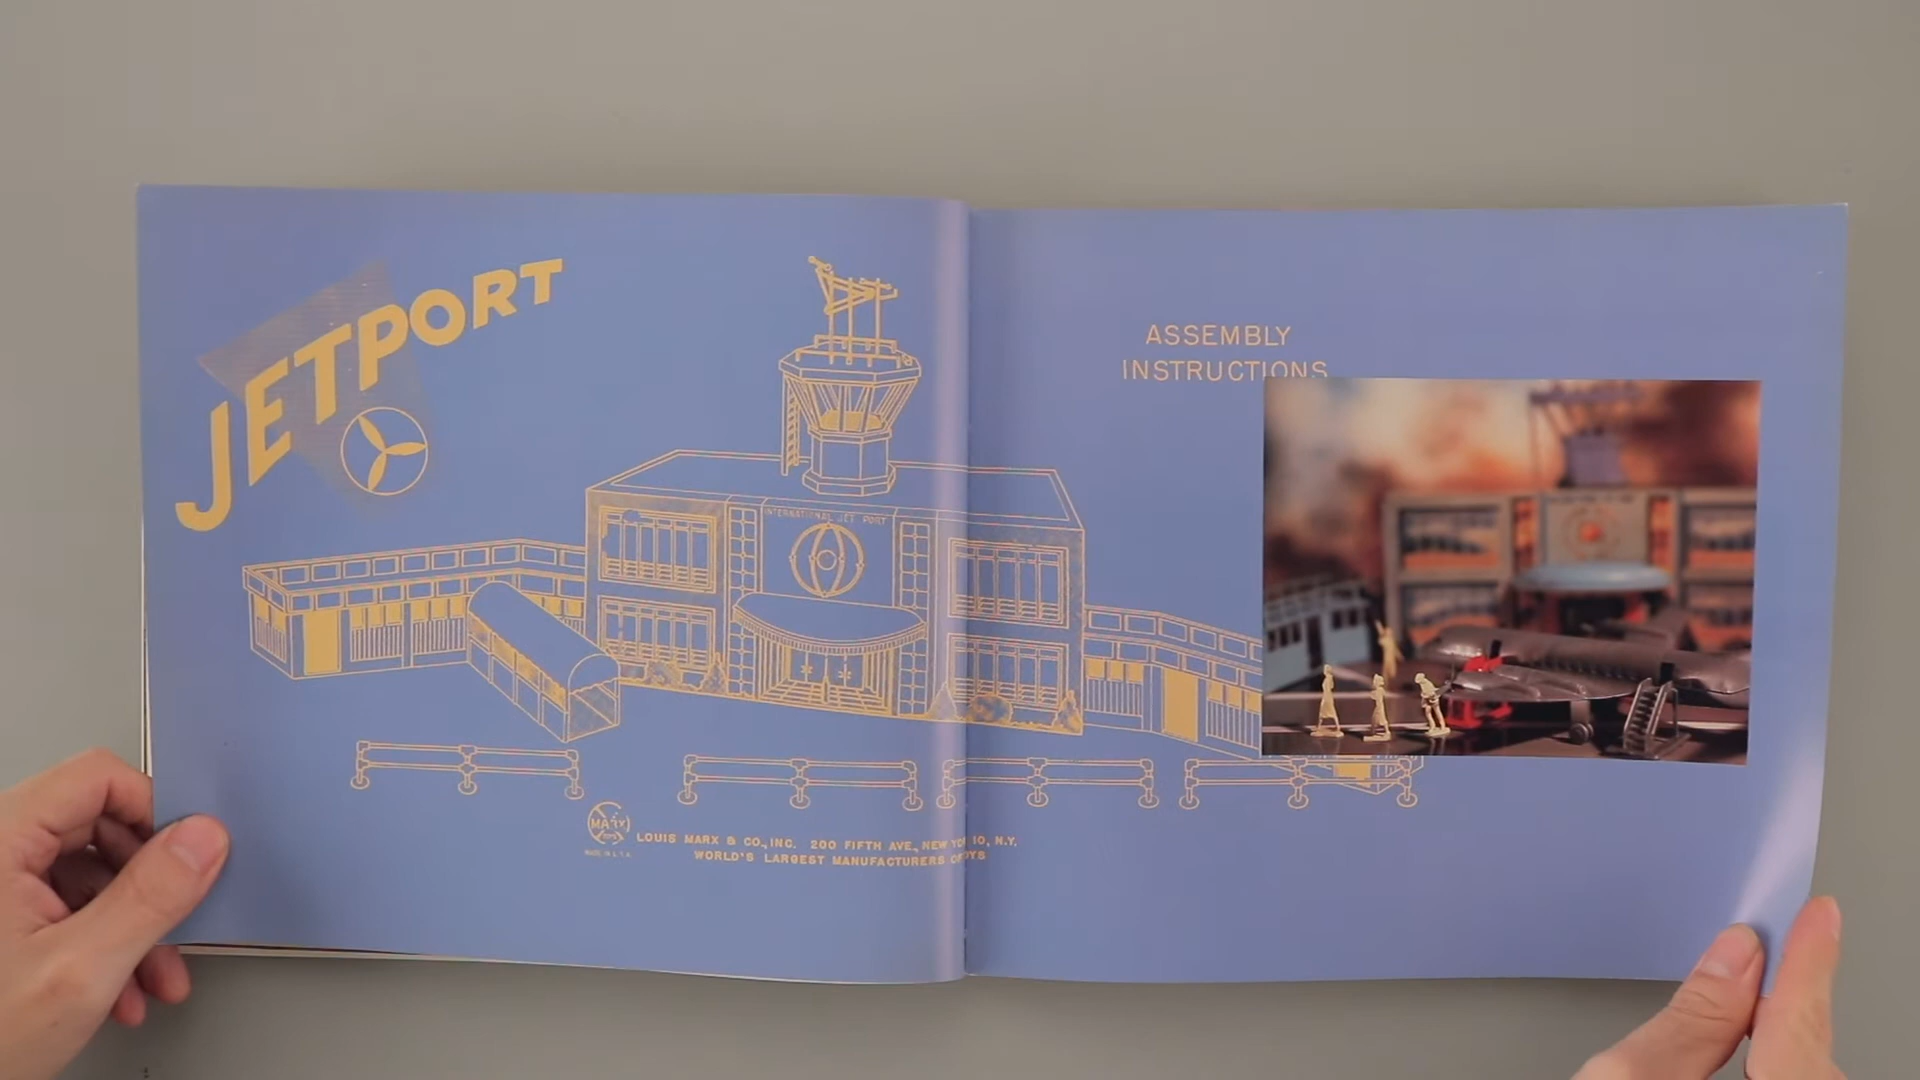 JETPORT
ASSEMBLY
INSTRUCTIONS
INTERNATIONAL JET PORT
MARX
LOUIS MARX & CO., INC. 200 FIFTH AVE., NEW YO 10, N.Y.
WORLD'S LARGEST MANUFACTURERS O OYS